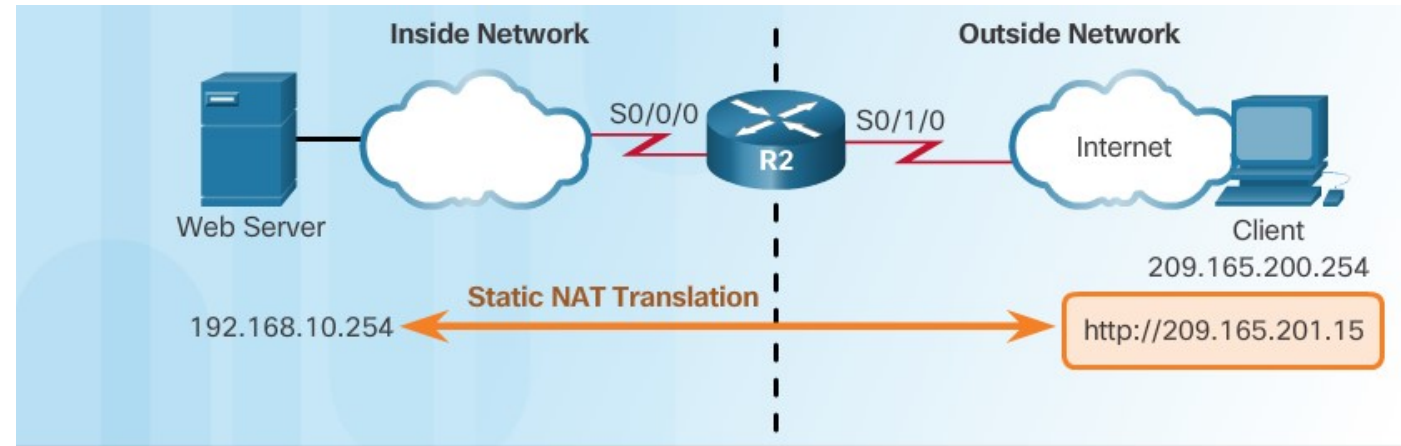 Inside Network
Outside Network
S0/0/0
S0/1/0
R2
Internet
Web Server
Client
209.165.200.254
Static NAT Translation
192.168.10.254
http://209.165.201.15